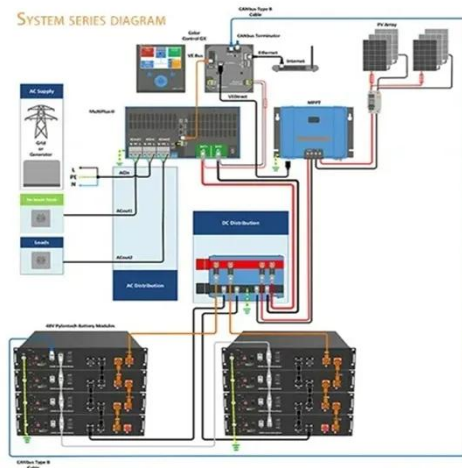 SYSTEM SERIES DIAGRAM
CANbus Type B
Cable
Color
Control GX
CANbus Terminator
PV Array
VE.Bus
Ethernet
Internet
AC Supply
MultiPlus-II
VE.Direct
MPPT
Grid
or
Generator
L
PE
N
ACin
ACout1
Loads
DC Distribution
ACout2
AC Distribution
48V Pylontech Battery Modules
CANbus Type B
Cable